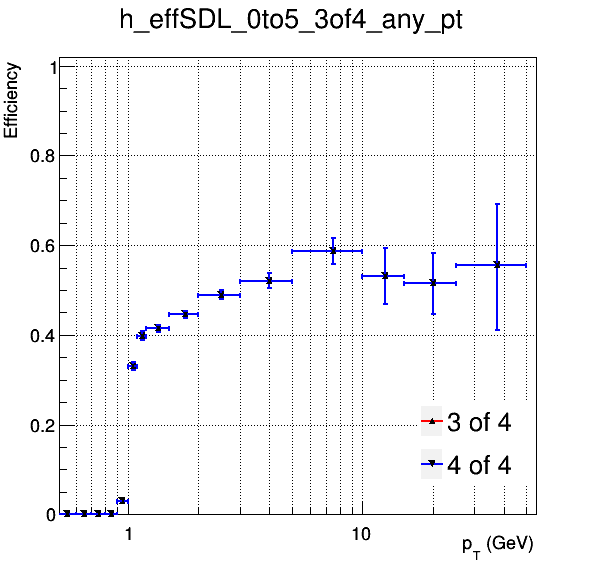 h_effSDL_0to5_3of4_any_pt
Efficiency
1
0.8
0.6
0.4
0.2
0
3 of 4
4 of 4
1
10
p_T (GeV)